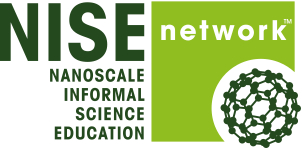 NISE
network™
NANOSCALE
INFORMAL
SCIENCE
EDUCATION